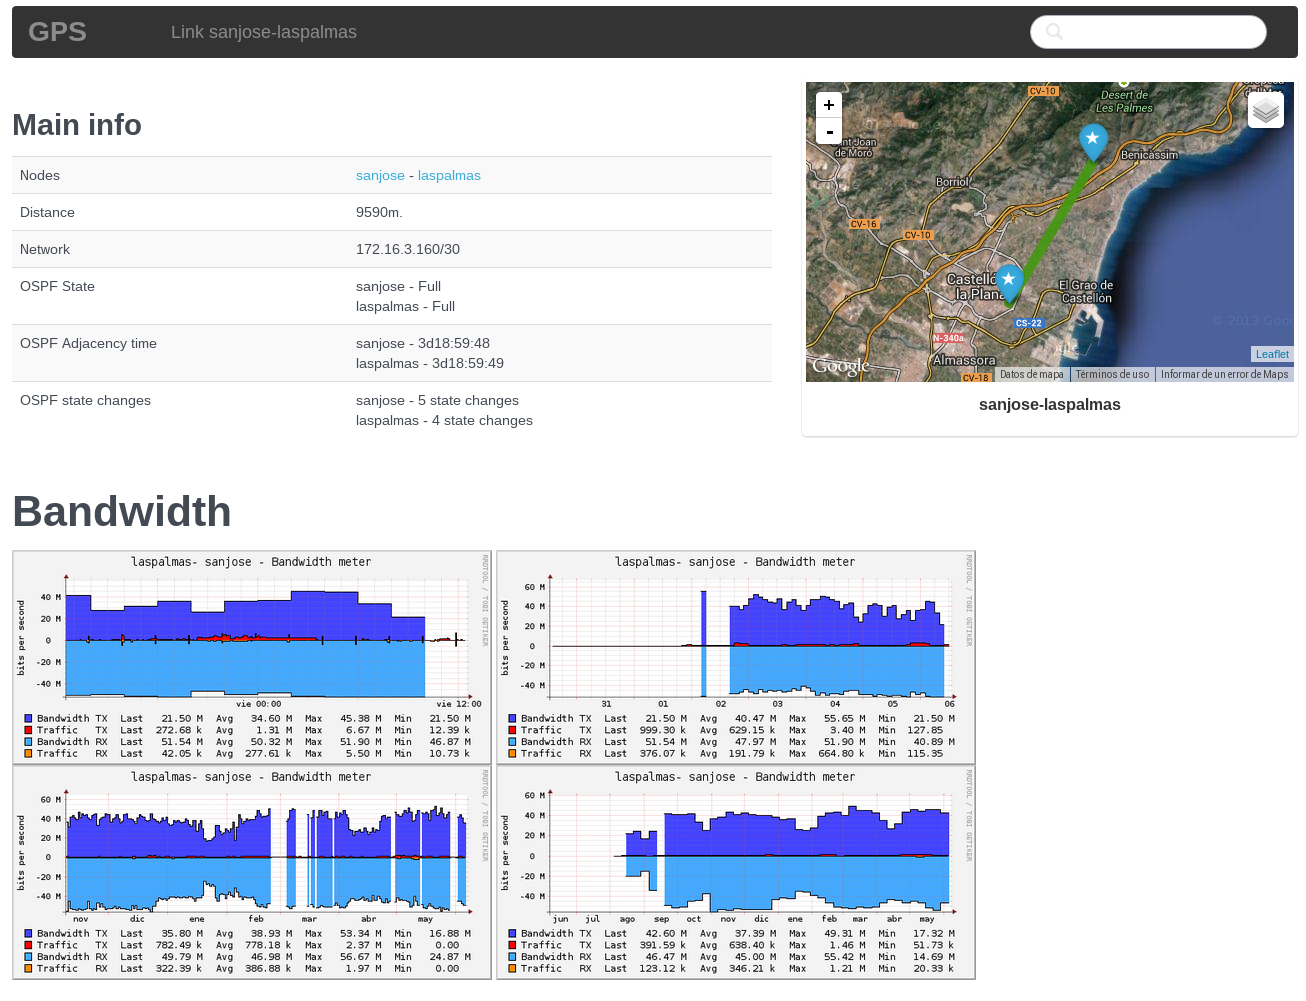 GPS
Link sanjose-laspalmas
Main info
Nodes sanjose - laspalmas
Distance 9590m.
Network 172.16.3.160/30
OSPF State sanjose - Full
laspalmas - Full
OSPF Adjacency time sanjose - 3d18:59:48
laspalmas - 3d18:59:49
OSPF state changes sanjose - 5 state changes
laspalmas - 4 state changes
+
-
CV-10
Desert de
Les Palmes
Sant Joan
de Moró
Benicàssim
Borriol
CV-16
CV-10
Castelló
la Plana
El Grao de
Castellón
CS-22
© 2013 Goo
N-340a
Almassora
CV-18
Google
Leaflet
Datos de mapa Términos de uso Informar de un error de Maps
sanjose-laspalmas
Bandwidth
laspalmas- sanjose - Bandwidth meter
RRDTOOL / TOBI OETIKER
bits per second
40 M
20 M
0
-20 M
-40 M
vie 00:00 vie 12:00
Bandwidth TX Last 21.50 M Avg 34.60 M Max 45.38 M Min 21.50 M
Traffic TX Last 272.68 k Avg 1.31 M Max 6.67 M Min 12.39 k
Bandwidth RX Last 51.54 M Avg 50.32 M Max 51.90 M Min 46.87 M
Traffic RX Last 42.05 k Avg 277.61 k Max 5.50 M Min 10.73 k
laspalmas- sanjose - Bandwidth meter
RRDTOOL / TOBI OETIKER
bits per second
60 M
40 M
20 M
0
-20 M
-40 M
31 01 02 03 04 05 06
Bandwidth TX Last 21.50 M Avg 40.47 M Max 55.65 M Min 21.50 M
Traffic TX Last 999.30 k Avg 629.15 k Max 3.40 M Min 127.85
Bandwidth RX Last 51.54 M Avg 47.97 M Max 51.90 M Min 40.89 M
Traffic RX Last 376.07 k Avg 191.79 k Max 664.80 k Min 115.35
laspalmas- sanjose - Bandwidth meter
RRDTOOL / TOBI OETIKER
bits per second
60 M
40 M
20 M
0
-20 M
-40 M
nov dic ene feb mar abr may
Bandwidth TX Last 35.80 M Avg 38.93 M Max 53.34 M Min 16.88 M
Traffic TX Last 782.49 k Avg 778.18 k Max 2.37 M Min 0.00
Bandwidth RX Last 49.79 M Avg 46.98 M Max 56.67 M Min 24.87 M
Traffic RX Last 322.39 k Avg 386.88 k Max 1.97 M Min 0.00
laspalmas- sanjose - Bandwidth meter
RRDTOOL / TOBI OETIKER
bits per second
60 M
40 M
20 M
0
-20 M
-40 M
jun jul ago sep oct nov dic ene feb mar abr may
Bandwidth TX Last 42.60 M Avg 37.39 M Max 49.31 M Min 17.32 M
Traffic TX Last 391.59 k Avg 638.40 k Max 1.46 M Min 51.73 k
Bandwidth RX Last 46.47 M Avg 45.00 M Max 55.42 M Min 14.69 M
Traffic RX Last 123.12 k Avg 346.21 k Max 1.21 M Min 20.33 k